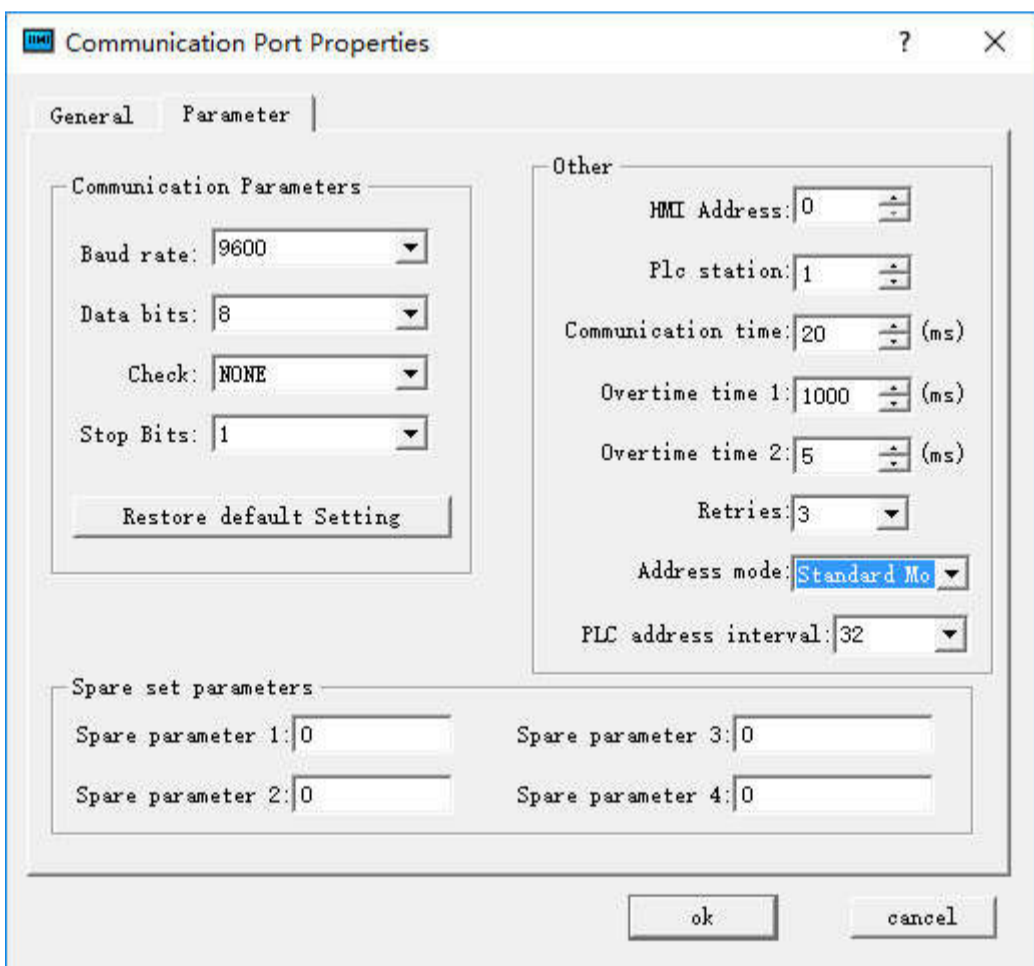 HMI Communication Port Properties ? ×
General Parameter
Communication Parameters
Baud rate: 9600
Data bits: 8
Check: NONE
Stop Bits: 1
Restore default Setting
Other
HMI Address: 0
Plc station: 1
Communication time: 20 (ms)
Overtime time 1: 1000 (ms)
Overtime time 2: 5 (ms)
Retries: 3
Address mode: Standard Mo
PLC address interval: 32
Spare set parameters
Spare parameter 1: 0 Spare parameter 3: 0
Spare parameter 2: 0 Spare parameter 4: 0
ok cancel